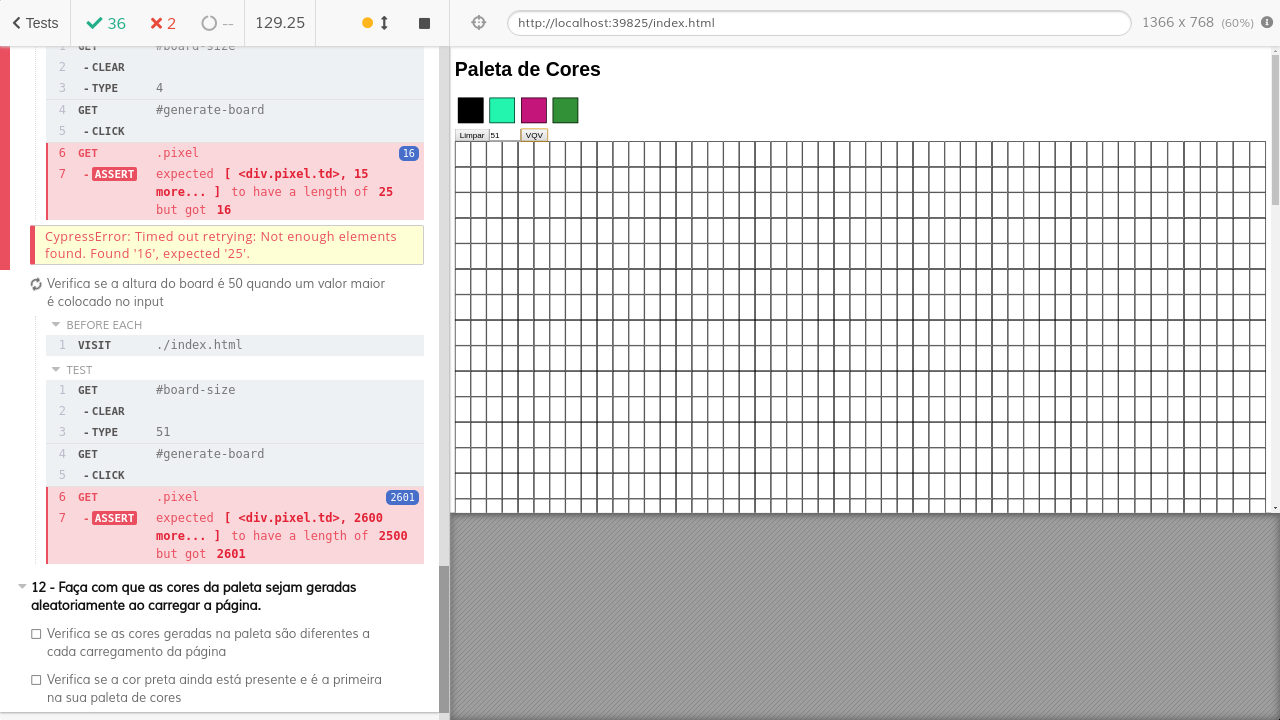 Tests 36 2 -- 129.25
http://localhost:39825/index.html 1366 x 768 (60%)
1 GET #board-size
2 - CLEAR
3 - TYPE 4
4 GET #generate-board
5 - CLICK
6 GET .pixel 16
7 - ASSERT expected [ <div.pixel.td>, 15
more... ] to have a length of 25
but got 16
CypressError: Timed out retrying: Not enough elements
found. Found '16', expected '25'.
Verifica se a altura do board é 50 quando um valor maior
é colocado no input
BEFORE EACH
1 VISIT ./index.html
TEST
1 GET #board-size
2 - CLEAR
3 - TYPE 51
4 GET #generate-board
5 - CLICK
6 GET .pixel 2601
7 - ASSERT expected [ <div.pixel.td>, 2600
more... ] to have a length of 2500
but got 2601
12 - Faça com que as cores da paleta sejam geradas
aleatoriamente ao carregar a página.
Verifica se as cores geradas na paleta são diferentes a
cada carregamento da página
Verifica se a cor preta ainda está presente e é a primeira
na sua paleta de cores
Paleta de Cores
Limpar 51 VQV